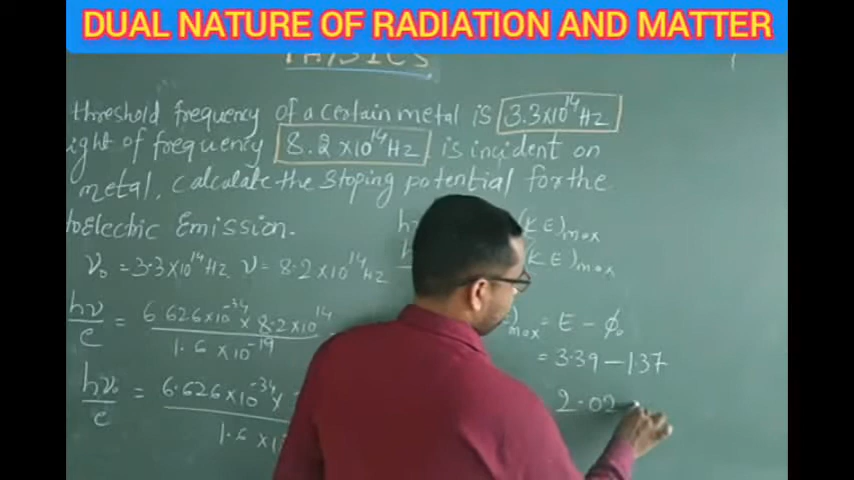 DUAL NATURE OF RADIATION AND MATTER
PHYSICS
threshold frequency of a certain metal is 3.3×10¹⁴Hz
ight of frequency 8.2×10¹⁴Hz is incident on
metal, calculate the stoping potential for the
toelectric Emission.
ν₀ = 3.3×10¹⁴Hz, ν = 8.2×10¹⁴Hz
hν/e = 6.626×10⁻³⁴ × 8.2×10¹⁴ / 1.6×10⁻¹⁹
hν₀/e = 6.626×10⁻³⁴ × / 1.6×1
(KE)max
(KE)max
)max = E − ϕ₀
= 3.39 − 1.37
2.02